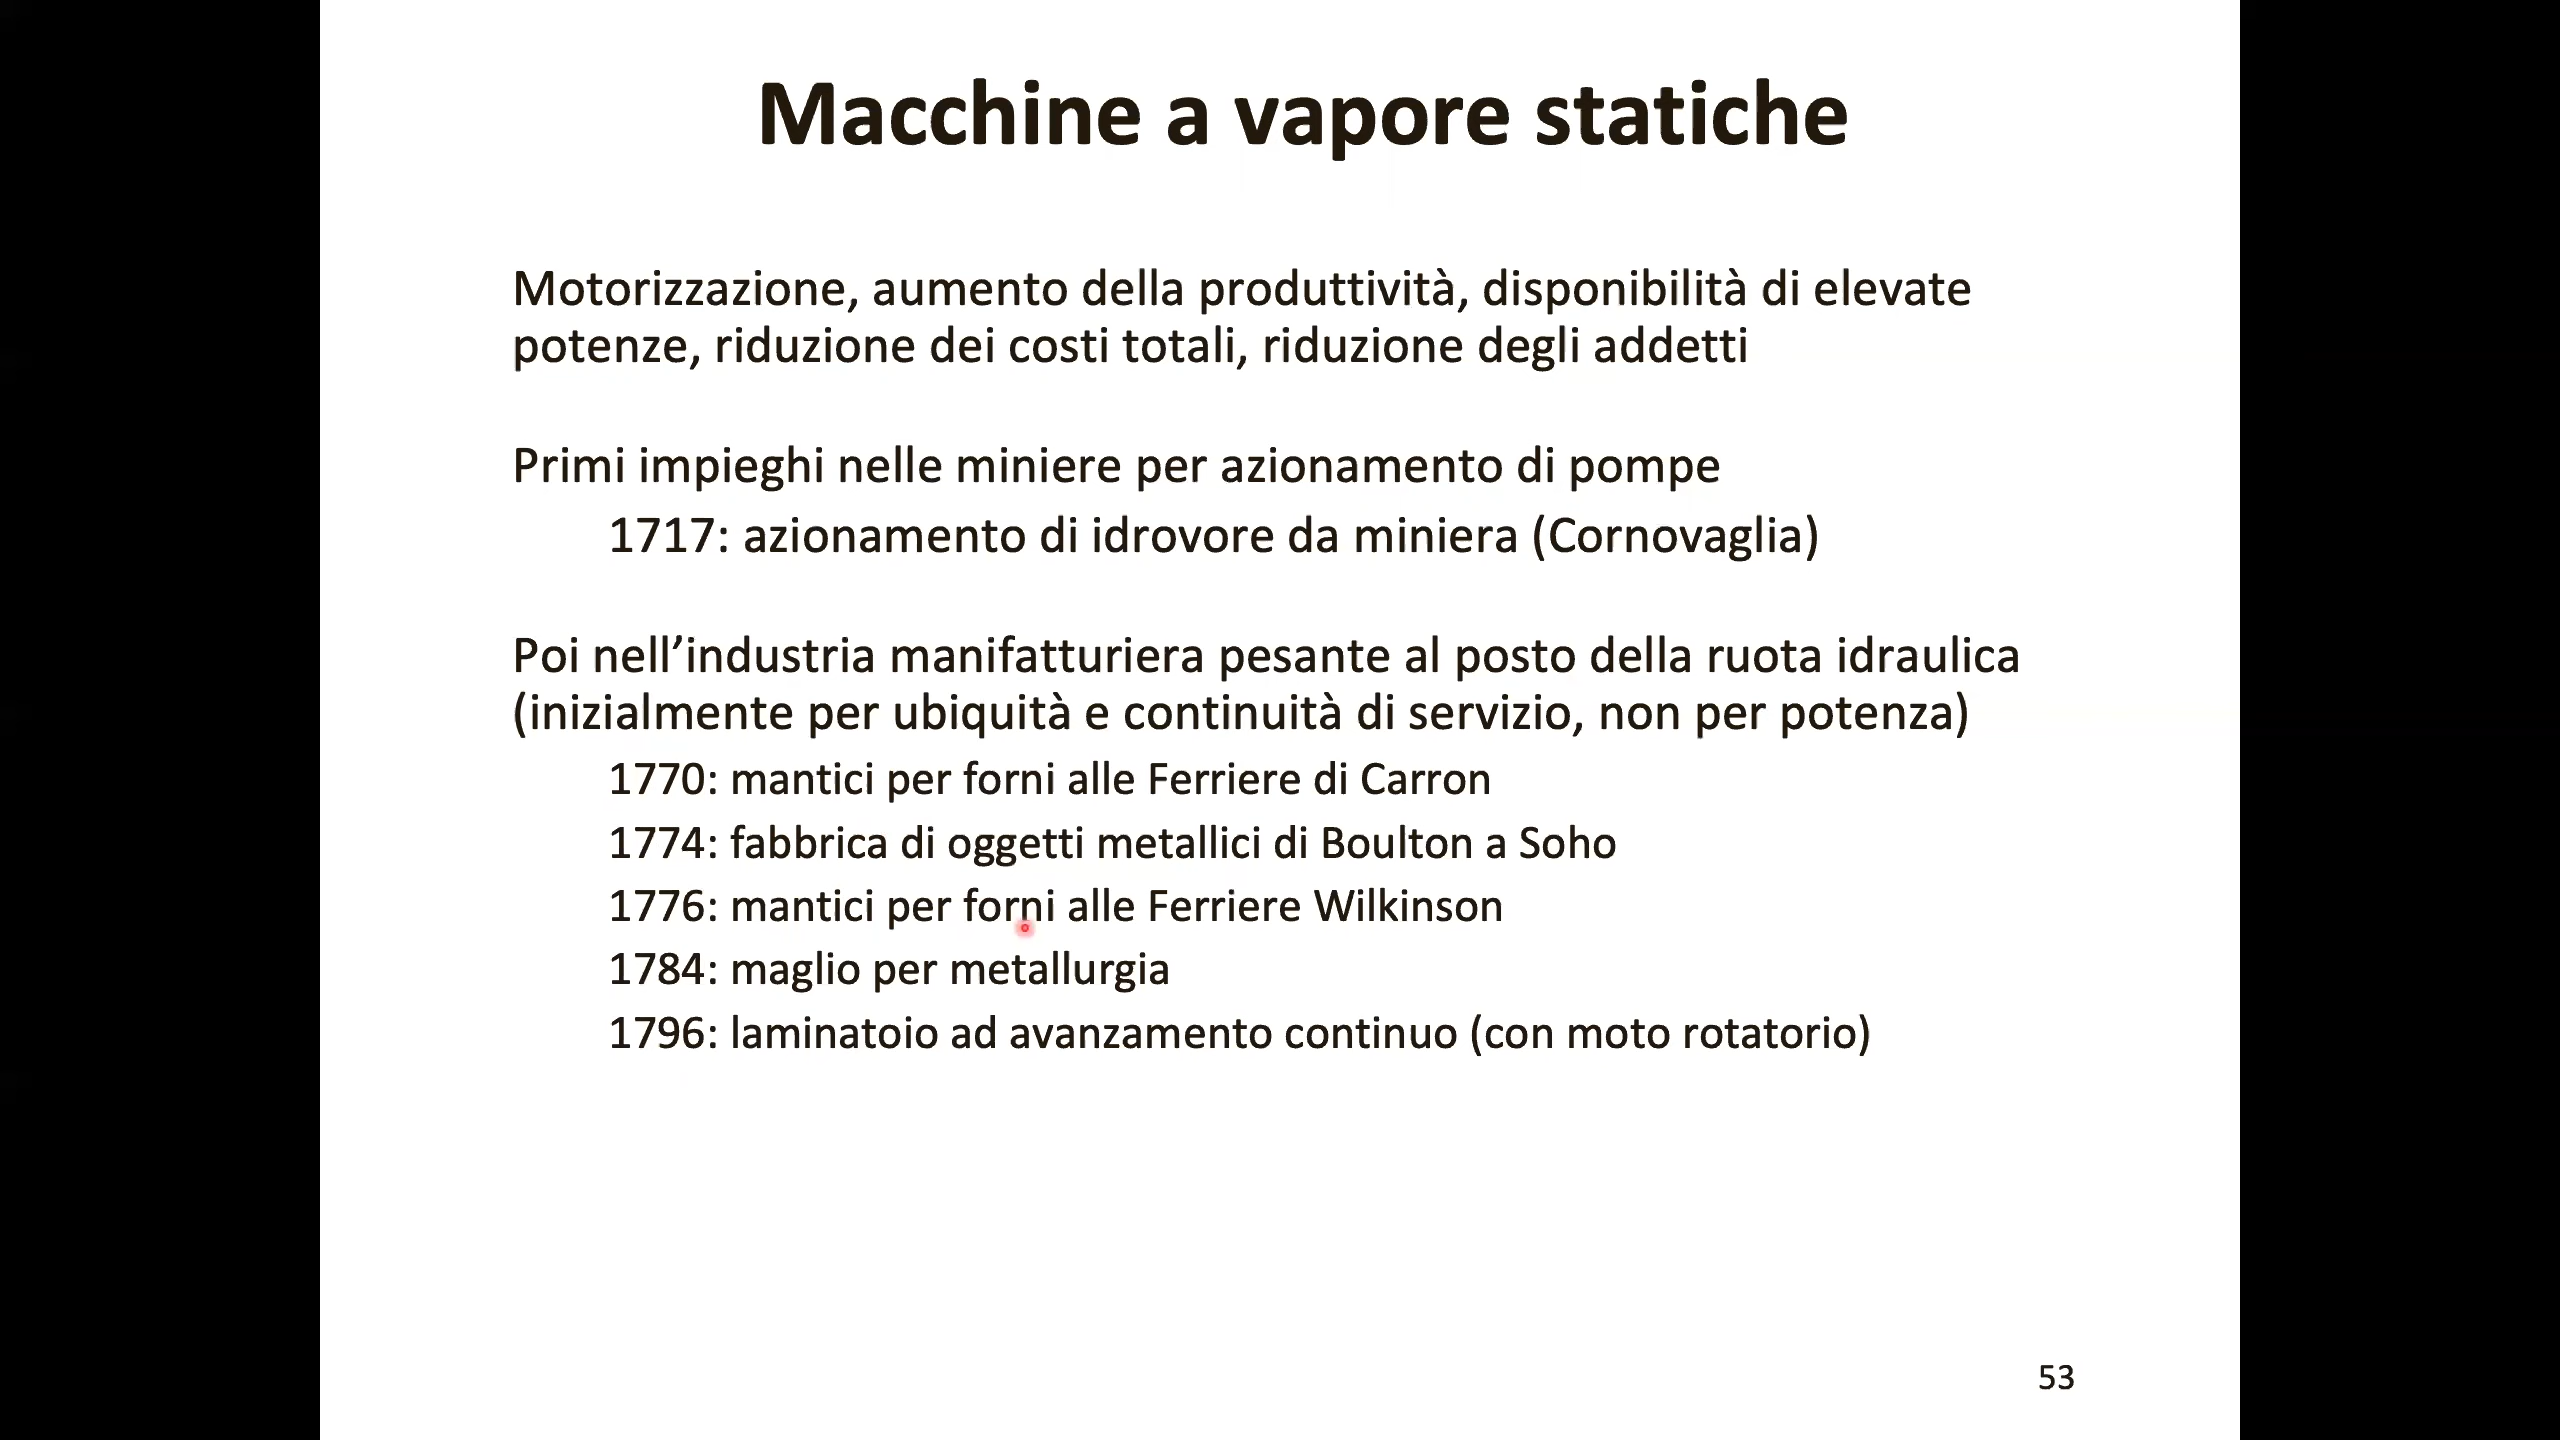 Macchine a vapore statiche
Motorizzazione, aumento della produttività, disponibilità di elevate
potenze, riduzione dei costi totali, riduzione degli addetti
Primi impieghi nelle miniere per azionamento di pompe
1717: azionamento di idrovore da miniera (Cornovaglia)
Poi nell’industria manifatturiera pesante al posto della ruota idraulica
(inizialmente per ubiquità e continuità di servizio, non per potenza)
1770: mantici per forni alle Ferriere di Carron
1774: fabbrica di oggetti metallici di Boulton a Soho
1776: mantici per forni alle Ferriere Wilkinson
1784: maglio per metallurgia
1796: laminatoio ad avanzamento continuo (con moto rotatorio)
53